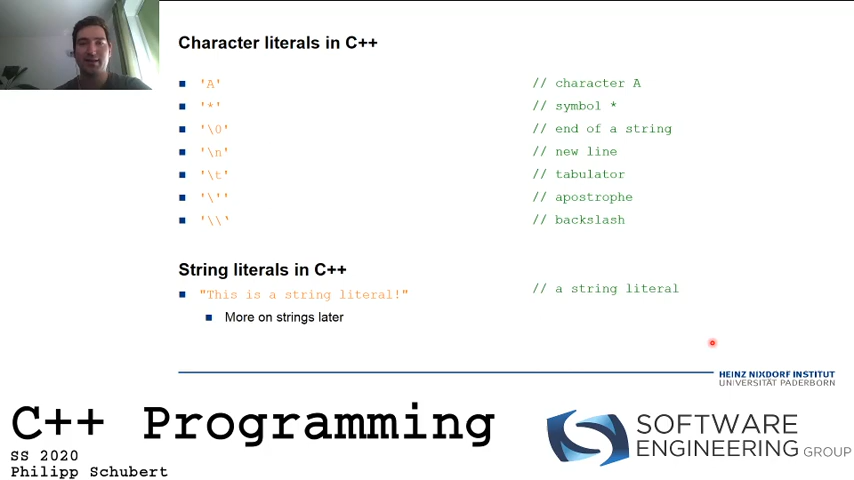 Character literals in C++
'A' // character A
'*' // symbol *
'\0' // end of a string
'\n' // new line
'\t' // tabulator
'\'' // apostrophe
'\\‘ // backslash
String literals in C++
"This is a string literal!" // a string literal
More on strings later
HEINZ NIXDORF INSTITUT
UNIVERSITÄT PADERBORN
C++ Programming
SS 2020
Philipp Schubert
SOFTWARE
ENGINEERING GROUP